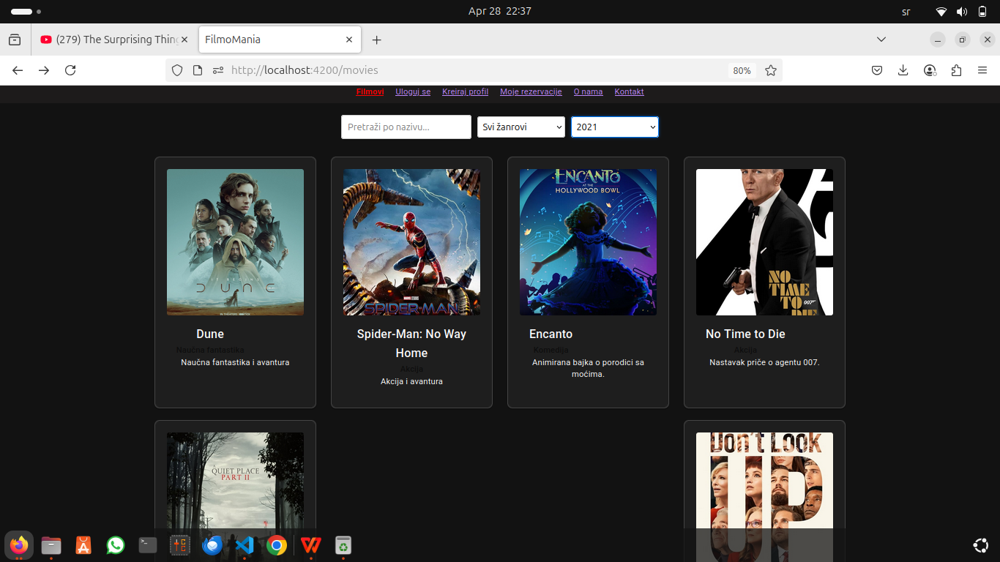 Apr 28 22:37
sr
(279) The Surprising Thing
FilmoMania
http://localhost:4200/movies
80%
Filmovi Uloguj se Kreiraj profil Moje rezervacije O nama Kontakt
Pretraži po nazivu...
Svi žanrovi
2021
DUNE
SPIDER-MAN
ENCANTO
AT THE
HOLLYWOOD BOWL
NO
TIME
TO
DIE
007
Dune
Naučna fantastika
Naučna fantastika i avantura
Spider-Man: No Way
Home
Akcija
Akcija i avantura
Encanto
Komedija
Animirana bajka o porodici sa
moćima.
No Time to Die
Akcija
Nastavak priče o agentu 007.
A
QUIET PLACE
PART II
DON'T LOOK
UP